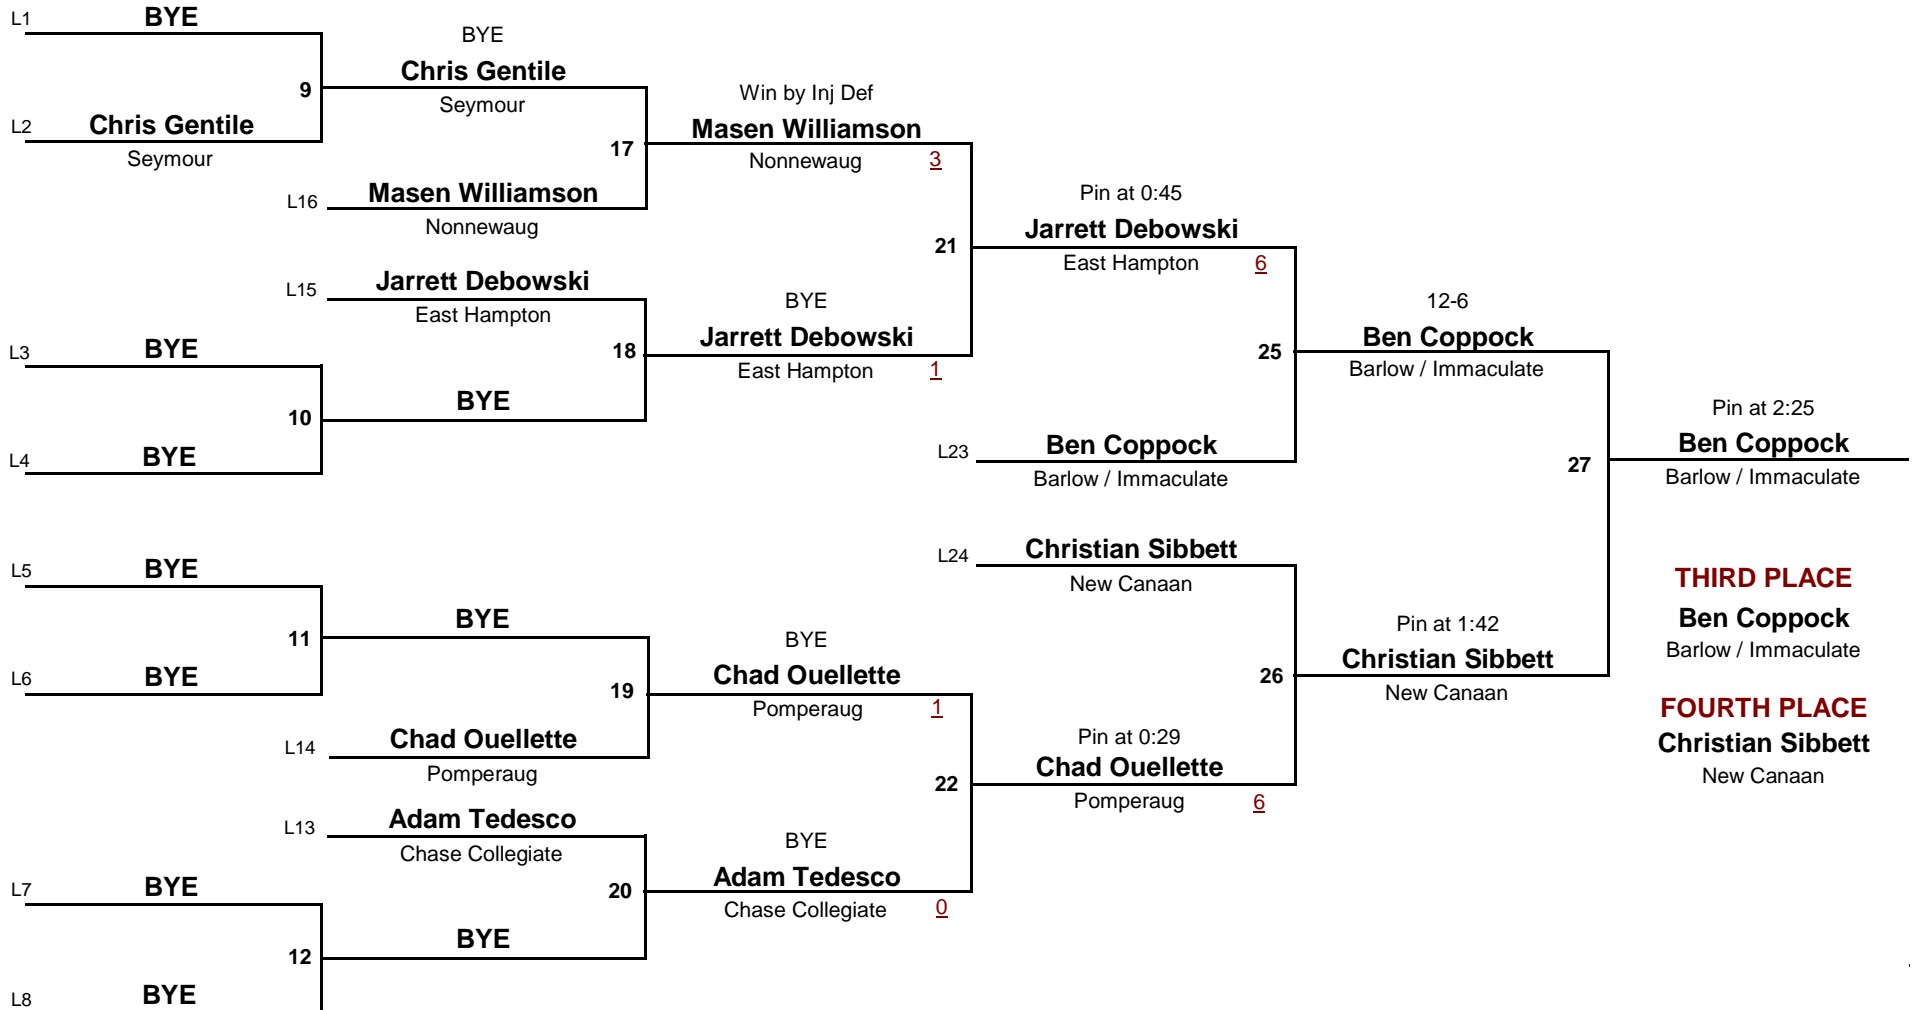 L1
BYE
9
L2
Chris Gentile
Seymour
BYE
Chris Gentile
Seymour
17
L16
Masen Williamson
Nonnewaug
Win by Inj Def
Masen Williamson
Nonnewaug
3
21
L15
Jarrett Debowski
East Hampton
18
L3
BYE
10
BYE
L4
BYE
BYE
Jarrett Debowski
East Hampton
1
Pin at 0:45
Jarrett Debowski
East Hampton
6
25
L23
Ben Coppock
Barlow / Immaculate
12-6
Ben Coppock
Barlow / Immaculate
27
Pin at 2:25
Ben Coppock
Barlow / Immaculate
L5
BYE
11
BYE
L6
BYE
19
L14
Chad Ouellette
Pomperaug
BYE
Chad Ouellette
Pomperaug
1
22
L13
Adam Tedesco
Chase Collegiate
20
L7
BYE
12
BYE
L8
BYE
BYE
Adam Tedesco
Chase Collegiate
0
L24
Christian Sibbett
New Canaan
26
Pin at 0:29
Chad Ouellette
Pomperaug
6
Pin at 1:42
Christian Sibbett
New Canaan
THIRD PLACE
Ben Coppock
Barlow / Immaculate
FOURTH PLACE
Christian Sibbett
New Canaan